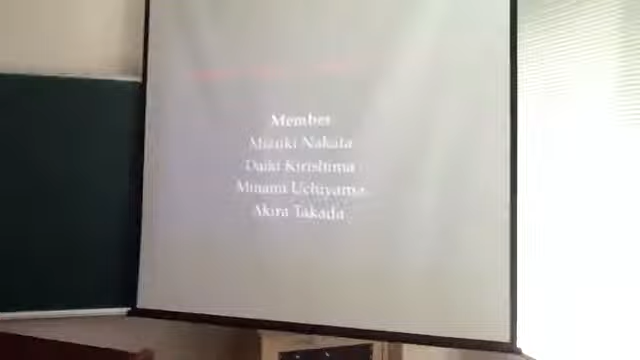 Member
Mizuki Nakata
Daiki Kirishima
Minami Uchiyama
Akira Takada